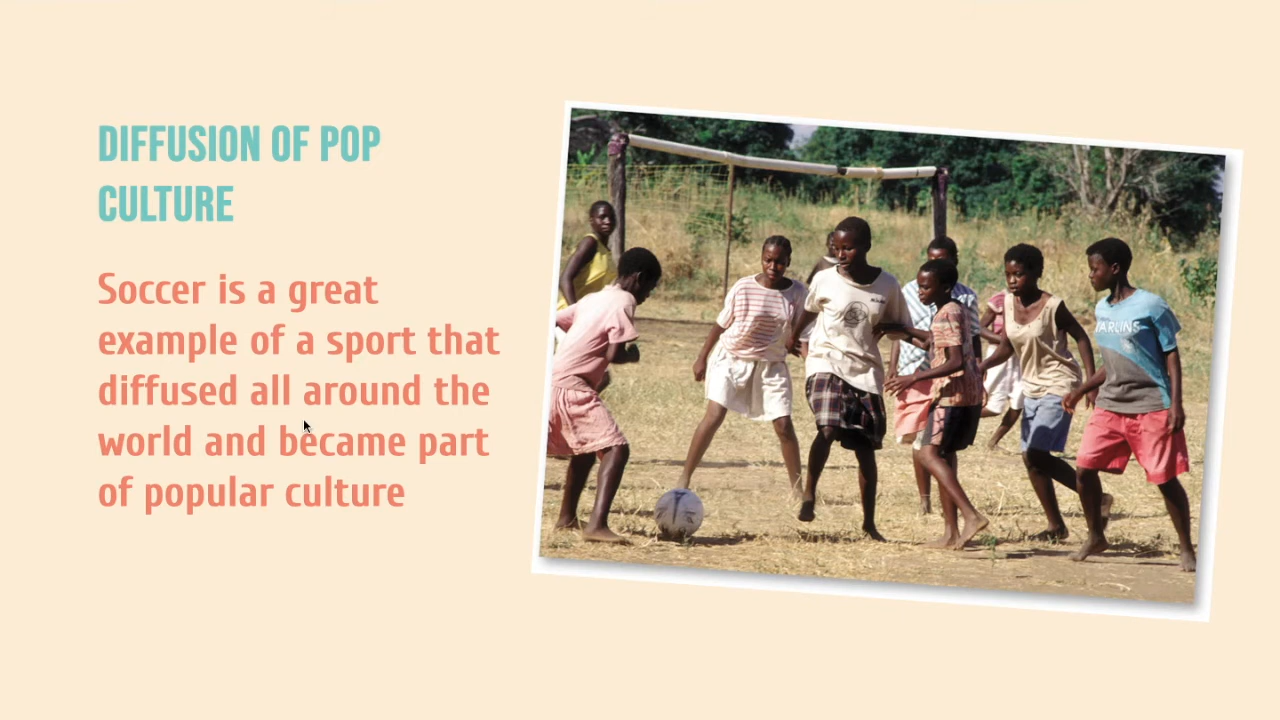 DIFFUSION OF POP
CULTURE
Soccer is a great
example of a sport that
diffused all around the
world and became part
of popular culture
MARLINS